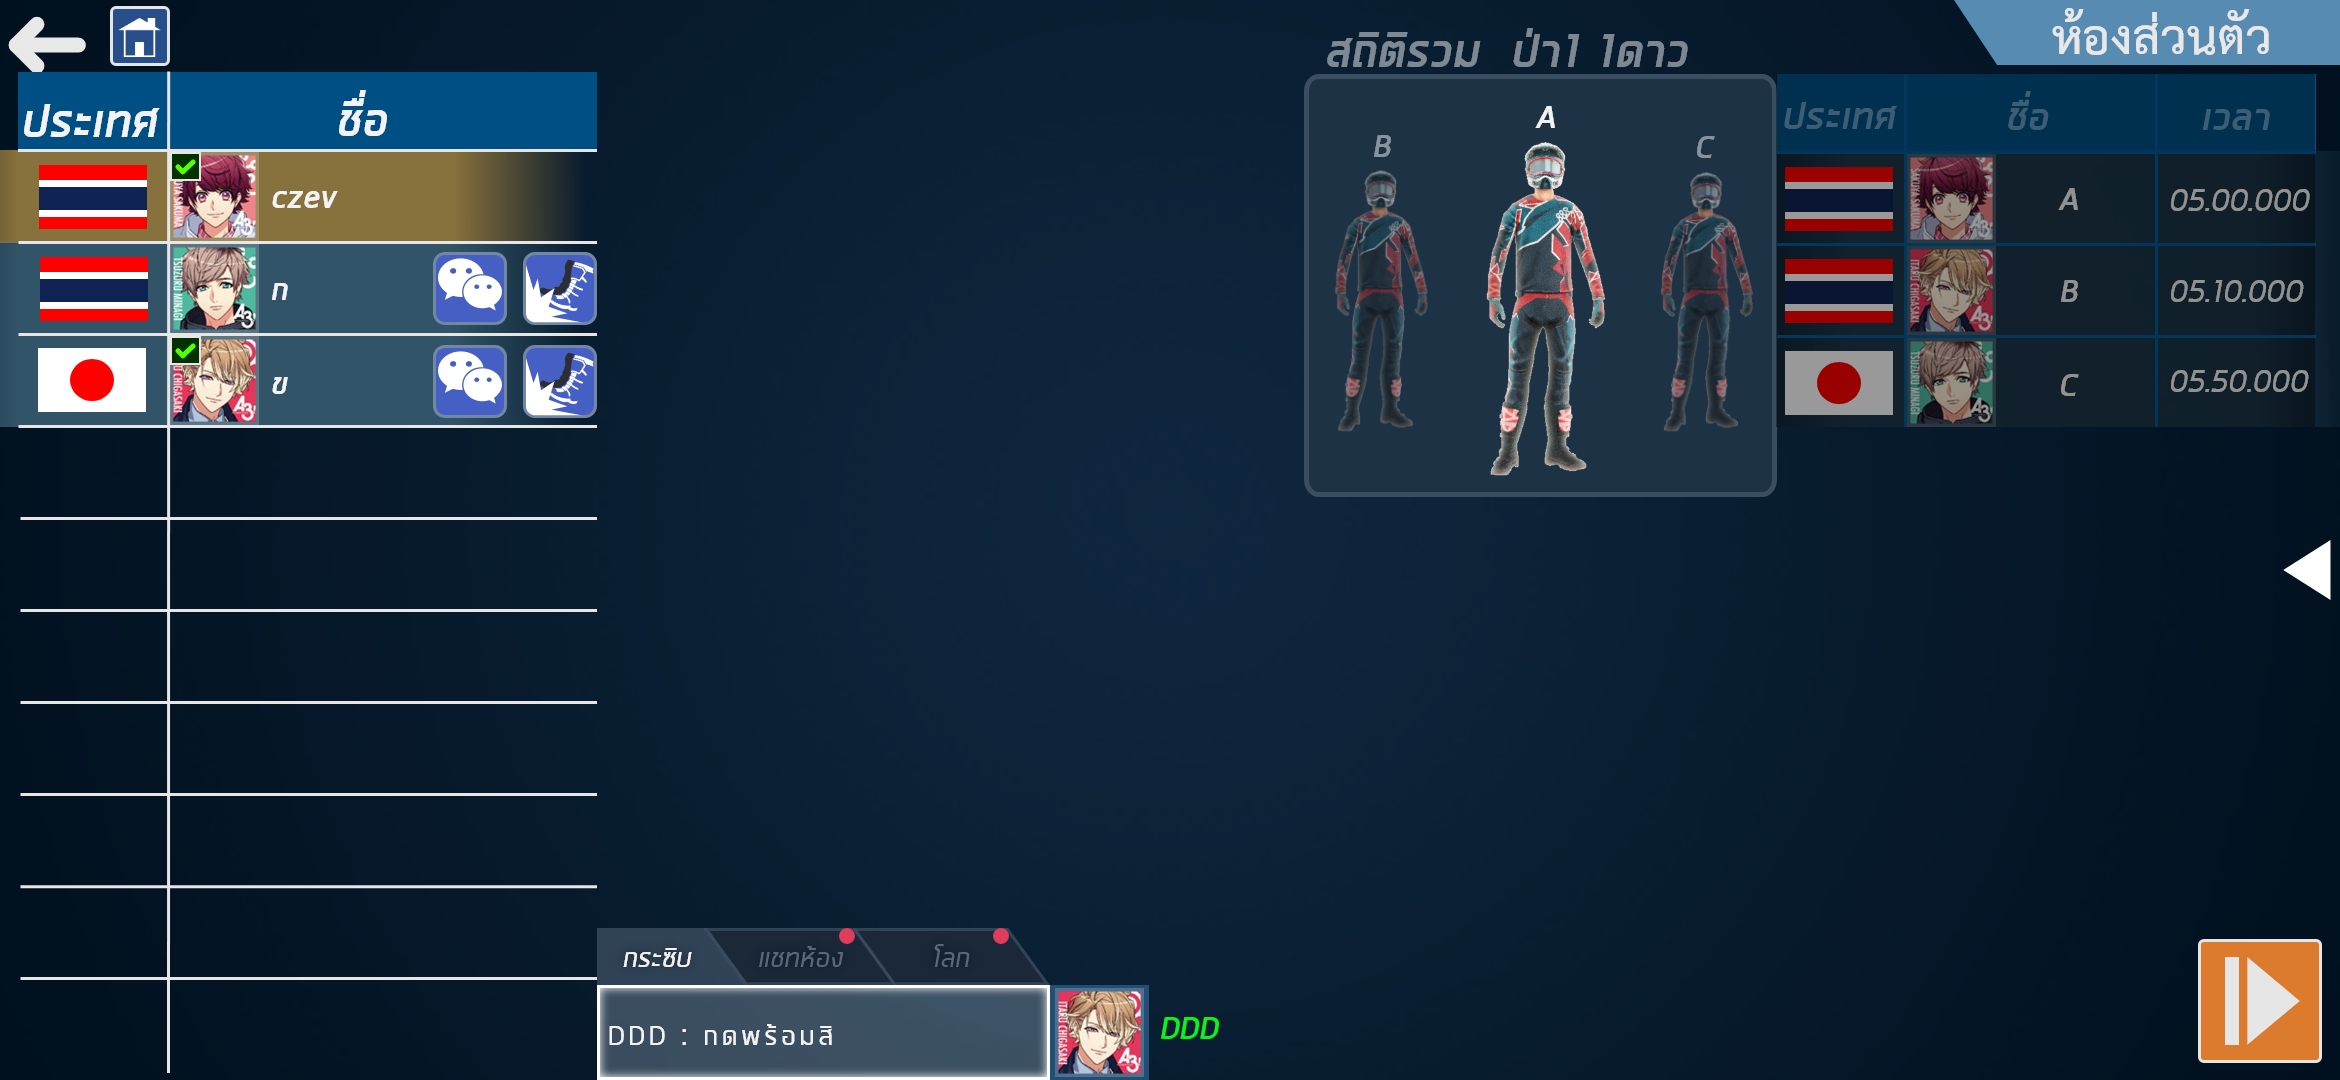 ห้องส่วนตัว
สถิติรวม ป่า1 1ดาว
ประเทศ ชื่อ
czev
ก
ข
B A C
ประเทศ ชื่อ เวลา
A 05.00.000
B 05.10.000
C 05.50.000
กระซิบ แชทห้อง โลก
DDD : กดพร้อมสิ
DDD